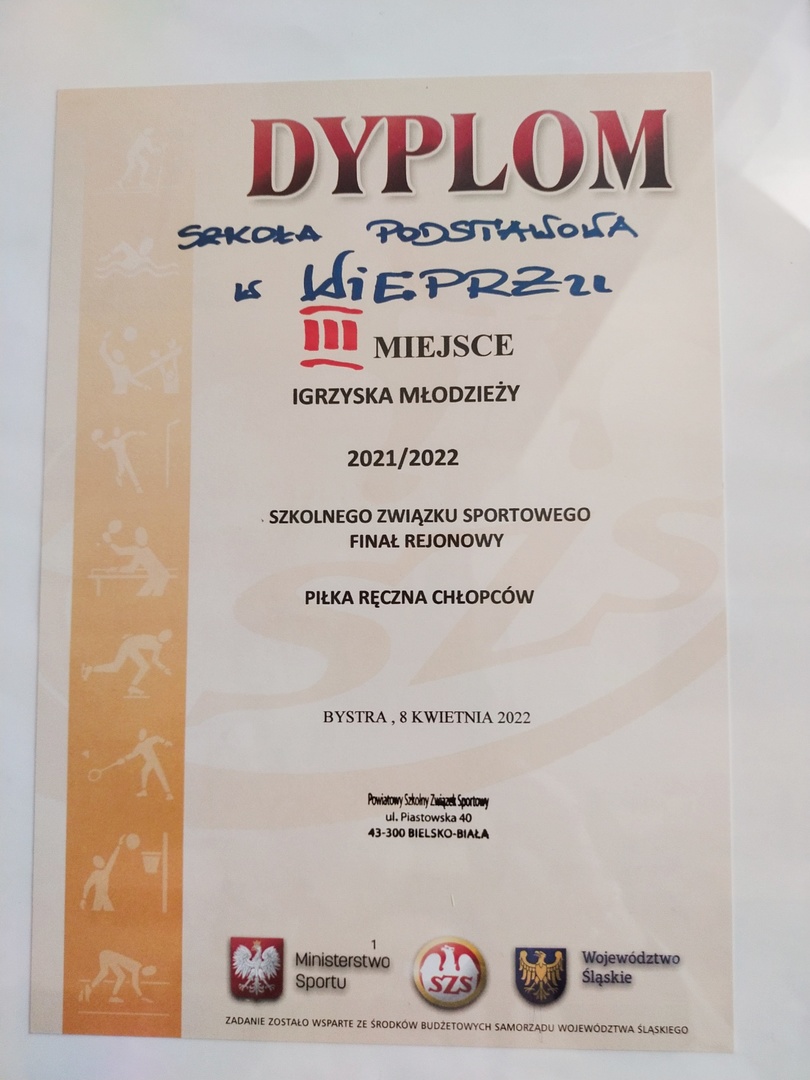 DYPLOM
SZKOŁA PODSTAWOWA
W WIEPRZU
III MIEJSCE
IGRZYSKA MŁODZIEŻY
2021/2022
SZKOLNEGO ZWIĄZKU SPORTOWEGO
FINAŁ REJONOWY
PIŁKA RĘCZNA CHŁOPCÓW
BYSTRA , 8 KWIETNIA 2022
Powiatowy Szkolny Związek Sportowy
ul. Piastowska 40
43-300 BIELSKO-BIAŁA
1
Ministerstwo
Sportu
SZS
Województwo
Śląskie
ZADANIE ZOSTAŁO WSPARTE ZE ŚRODKÓW BUDŻETOWYCH SAMORZĄDU WOJEWÓDZTWA ŚLĄSKIEGO